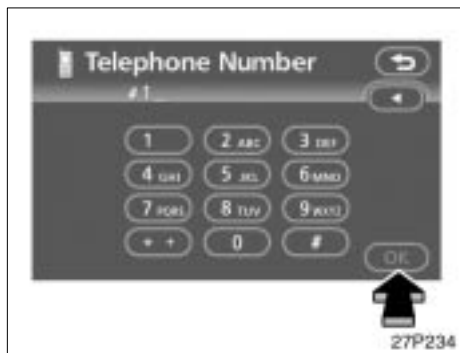 Telephone Number
#1_
1 2 ABC 3 DEF
4 GHI 5 JKL 6 MNO
7 PQRS 8 TUV 9 WXYZ
0 #
OK
27P234